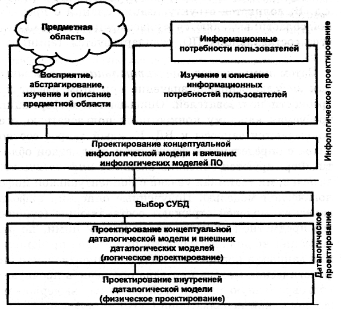 Предметная
область
Информационные
потребности пользователей
Восприятие,
абстрагирование,
изучение и описание
предметной области
Изучение и описание
информационных
потребностей пользователей
Инфологическое проектирование
Проектирование концептуальной
инфологической модели и внешних
инфологических моделей ПО
Выбор СУБД
Проектирование концептуальной
даталогической модели и внешних
даталогических моделей
(логическое проектирование)
Даталогическое
проектирование
Проектирование внутренней
даталогической модели
(физическое проектирование)